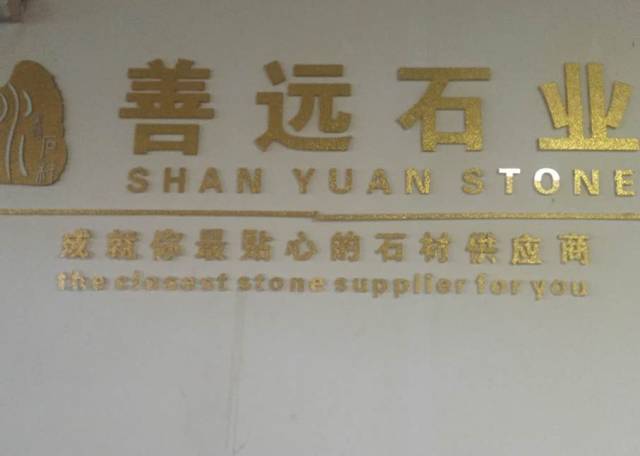 善远石业
SHAN YUAN STONE
成就你最贴心的石材供应商
the closest stone supplier for you